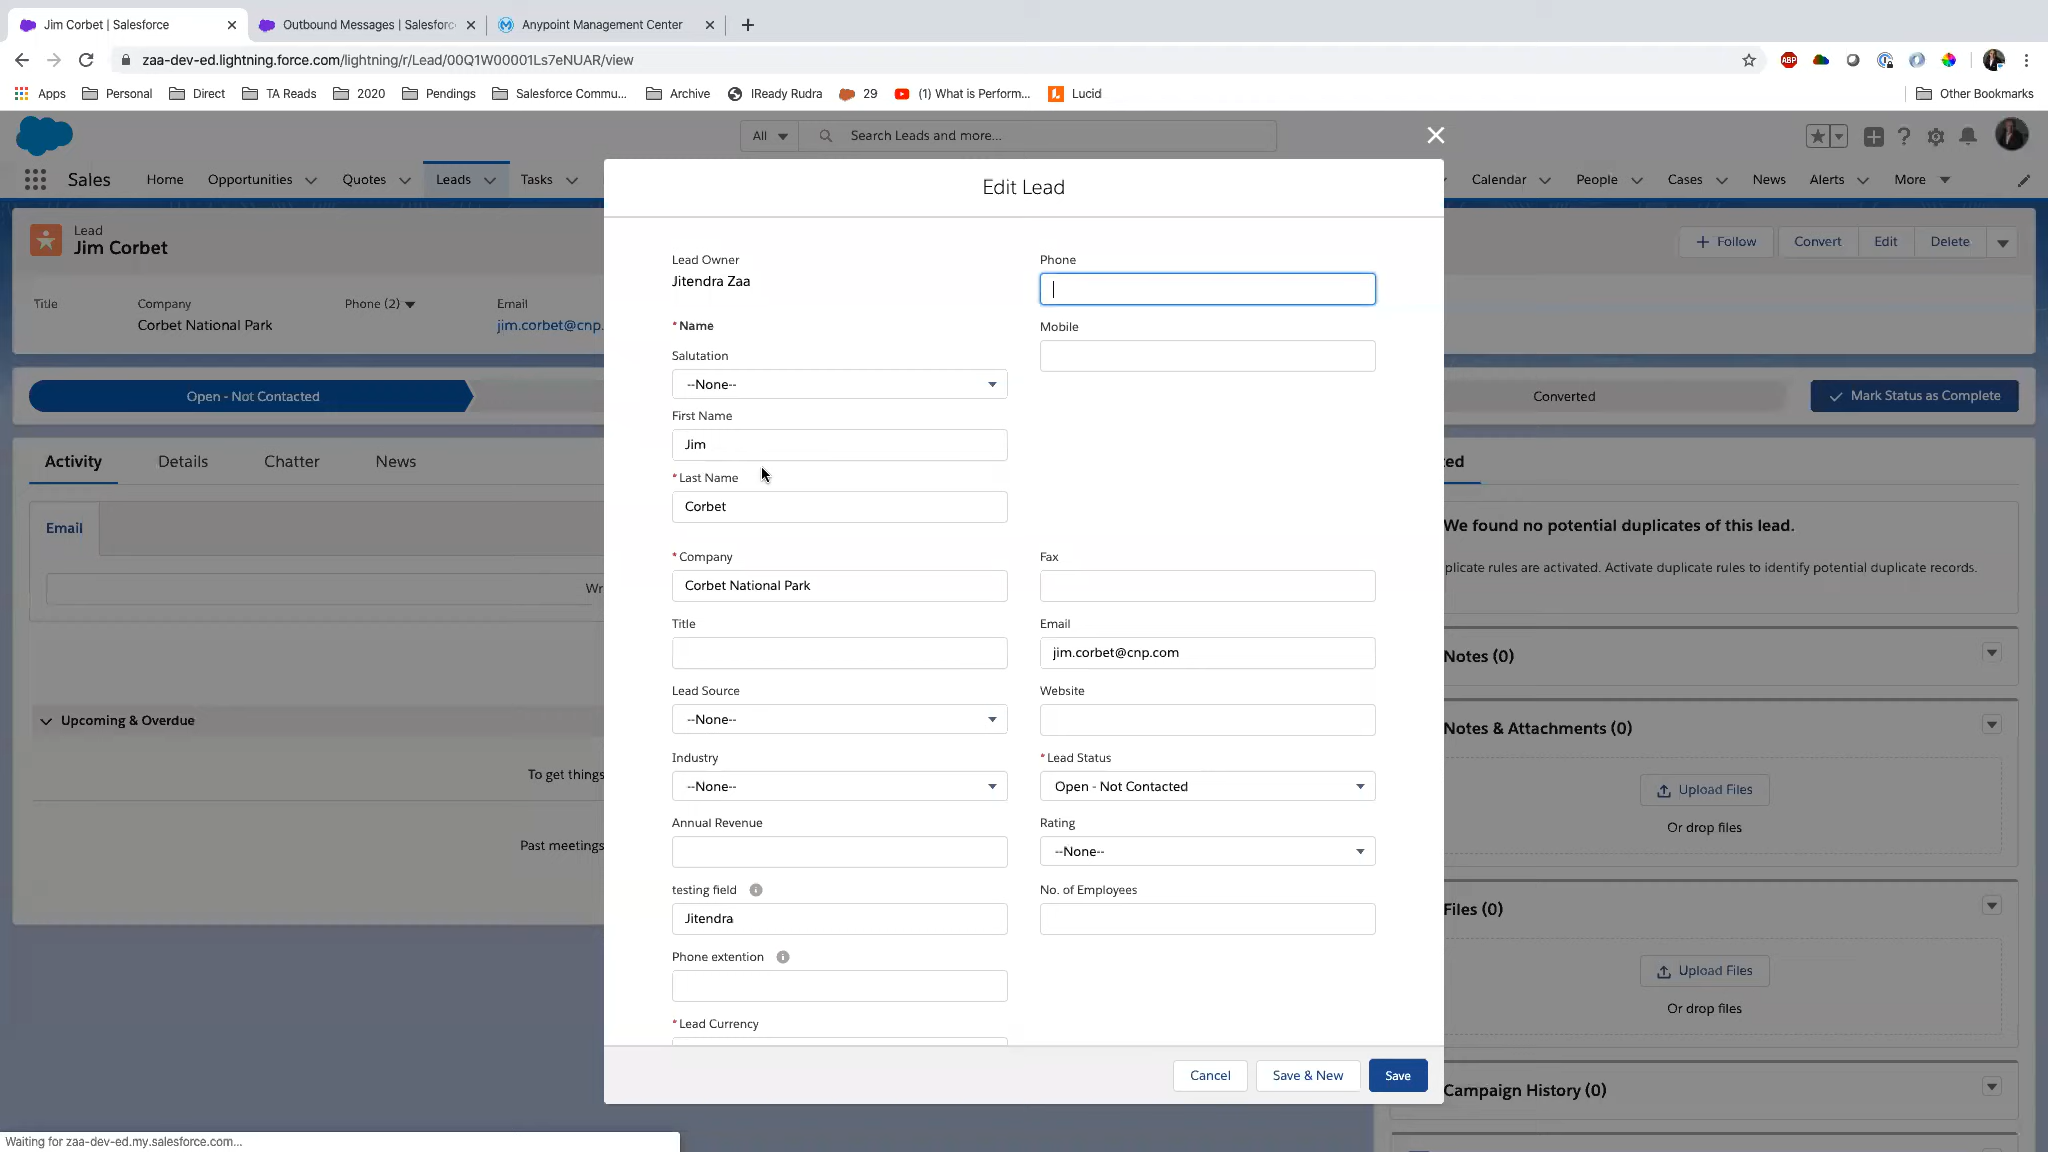 Jim Corbet | Salesforce
Outbound Messages | Salesforc
Anypoint Management Center
zaa-dev-ed.lightning.force.com/lightning/r/Lead/00Q1W00001Ls7eNUAR/view
ABP
Apps
Personal
Direct
TA Reads
2020
Pendings
Salesforce Commu...
Archive
IReady Rudra
29
(1) What is Perform...
Lucid
Other Bookmarks
All
Search Leads and more...
Sales
Home
Opportunities
Quotes
Leads
Tasks
Calendar
People
Cases
News
Alerts
More
Lead
Jim Corbet
+ Follow
Convert
Edit
Delete
Title
Company
Corbet National Park
Phone (2)
Email
jim.corbet@cnp.
Open - Not Contacted
Converted
Mark Status as Complete
Activity
Details
Chatter
News
Email
Wr
Upcoming & Overdue
To get things
Past meetings
Edit Lead
Lead Owner
Jitendra Zaa
Phone
* Name
Mobile
Salutation
--None--
First Name
Jim
* Last Name
Corbet
* Company
Corbet National Park
Fax
Title
Email
jim.corbet@cnp.com
Lead Source
--None--
Website
Industry
--None--
* Lead Status
Open - Not Contacted
Annual Revenue
Rating
--None--
testing field
Jitendra
No. of Employees
Phone extention
* Lead Currency
Cancel
Save & New
Save
ed
We found no potential duplicates of this lead.
plicate rules are activated. Activate duplicate rules to identify potential duplicate records.
Notes (0)
Notes & Attachments (0)
Upload Files
Or drop files
Files (0)
Upload Files
Or drop files
Campaign History (0)
Waiting for zaa-dev-ed.my.salesforce.com...